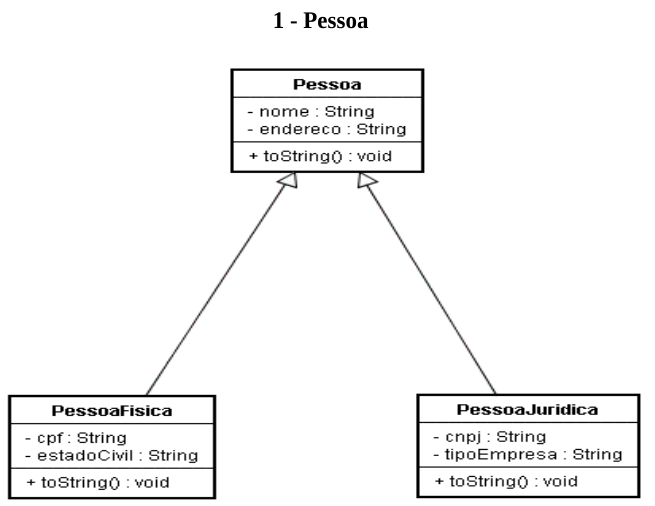 1 - Pessoa
Pessoa
- nome : String
- endereco : String
+ toString() : void
PessoaFisica
- cpf : String
- estadoCivil : String
+ toString() : void
PessoaJuridica
- cnpj : String
- tipoEmpresa : String
+ toString() : void